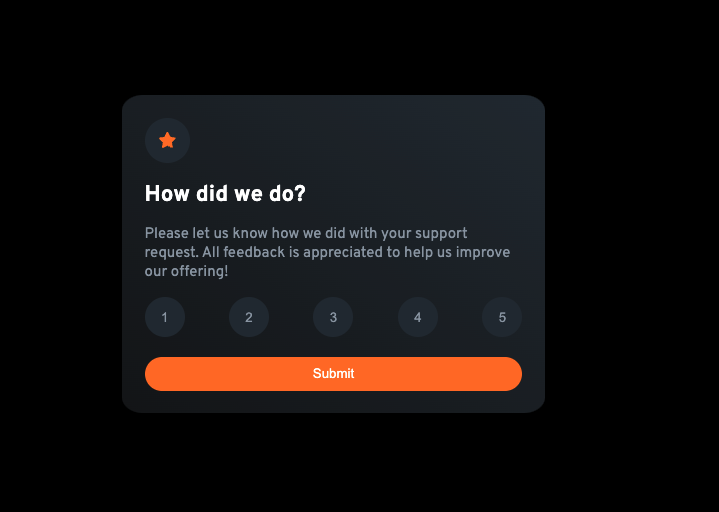 How did we do?
Please let us know how we did with your support
request. All feedback is appreciated to help us improve
our offering!
1 2 3 4 5
Submit